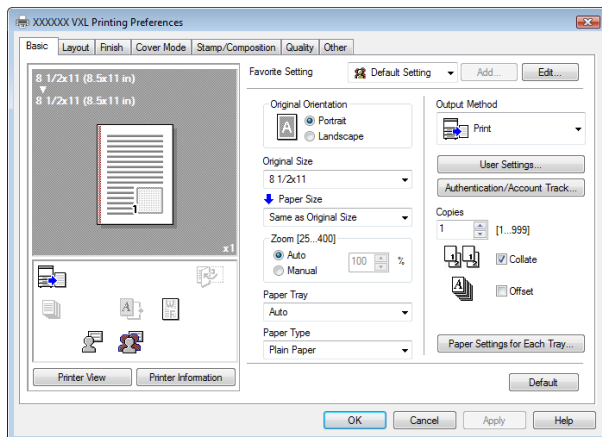 XXXXXX VXL Printing Preferences
Basic Layout Finish Cover Mode Stamp/Composition Quality Other
8 1/2x11 (8.5x11 in)
8 1/2x11 (8.5x11 in)
1
x1
Printer View Printer Information
Favorite Setting Default Setting Add... Edit...
Original Orientation
A Portrait
Landscape
Original Size
8 1/2x11
Paper Size
Same as Original Size
Zoom [25...400]
Auto
Manual
100 %
Paper Tray
Auto
Paper Type
Plain Paper
Output Method
Print
User Settings...
Authentication/Account Track...
Copies
1 [1...999]
Collate
Offset
Paper Settings for Each Tray...
Default
OK Cancel Apply Help